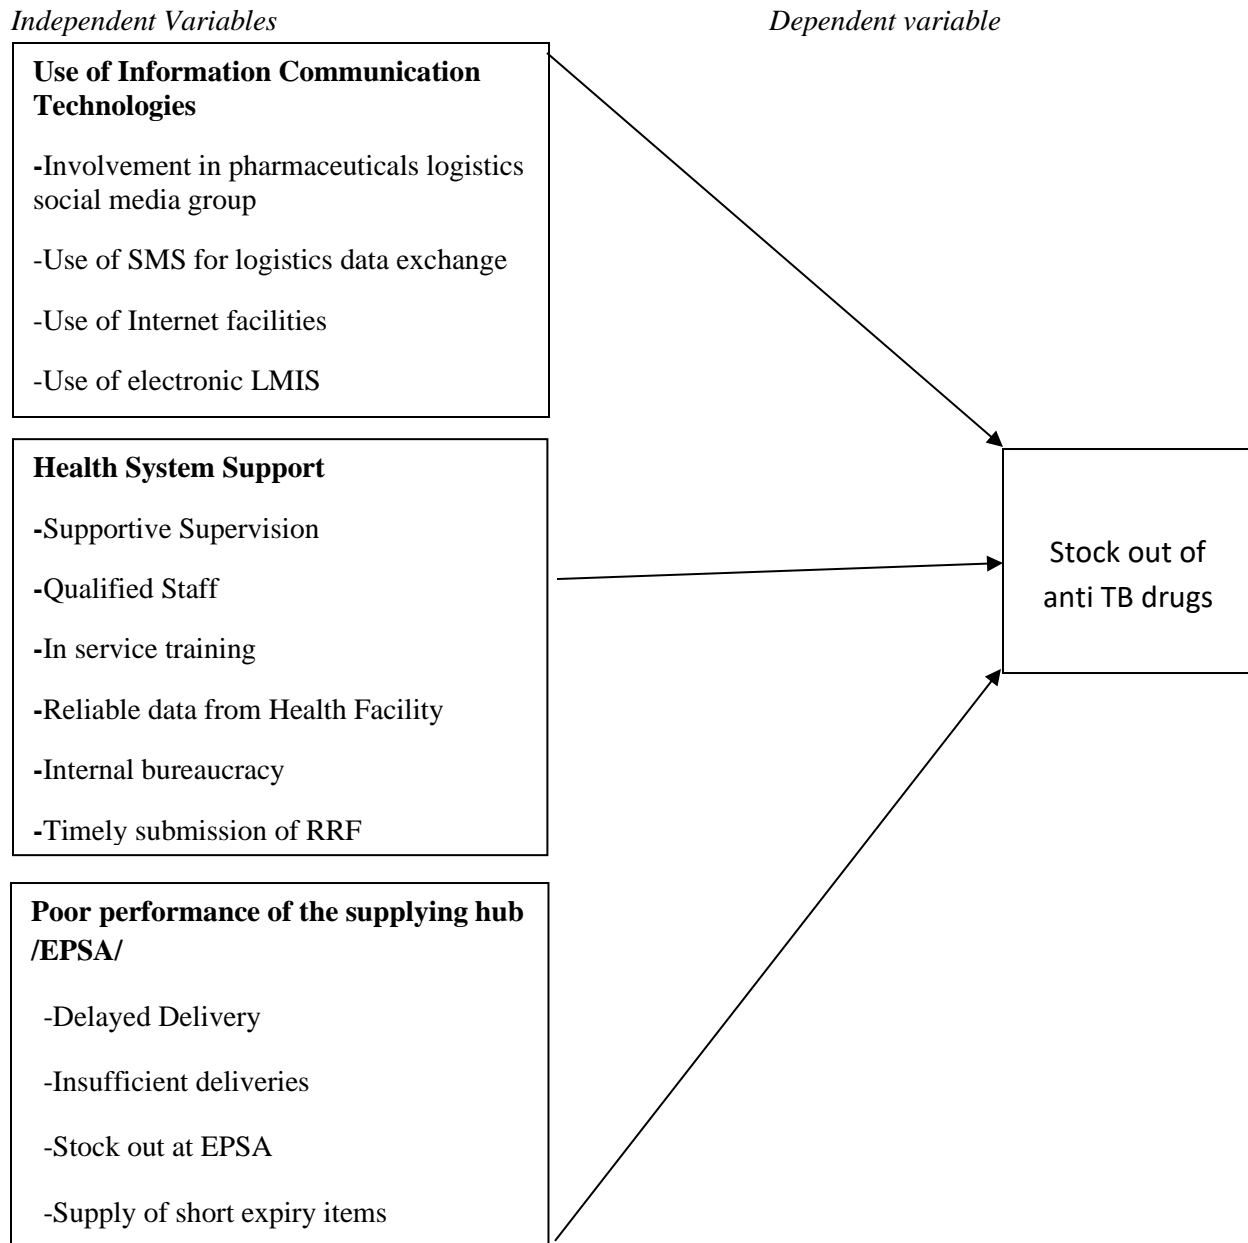 Independent Variables
Dependent variable
Use of Information Communication
Technologies
-Involvement in pharmaceuticals logistics
social media group
-Use of SMS for logistics data exchange
-Use of Internet facilities
-Use of electronic LMIS
Health System Support
-Supportive Supervision
-Qualified Staff
-In service training
-Reliable data from Health Facility
-Internal bureaucracy
-Timely submission of RRF
Stock out of
anti TB drugs
Poor performance of the supplying hub
/EPSA/
-Delayed Delivery
-Insufficient deliveries
-Stock out at EPSA
-Supply of short expiry items